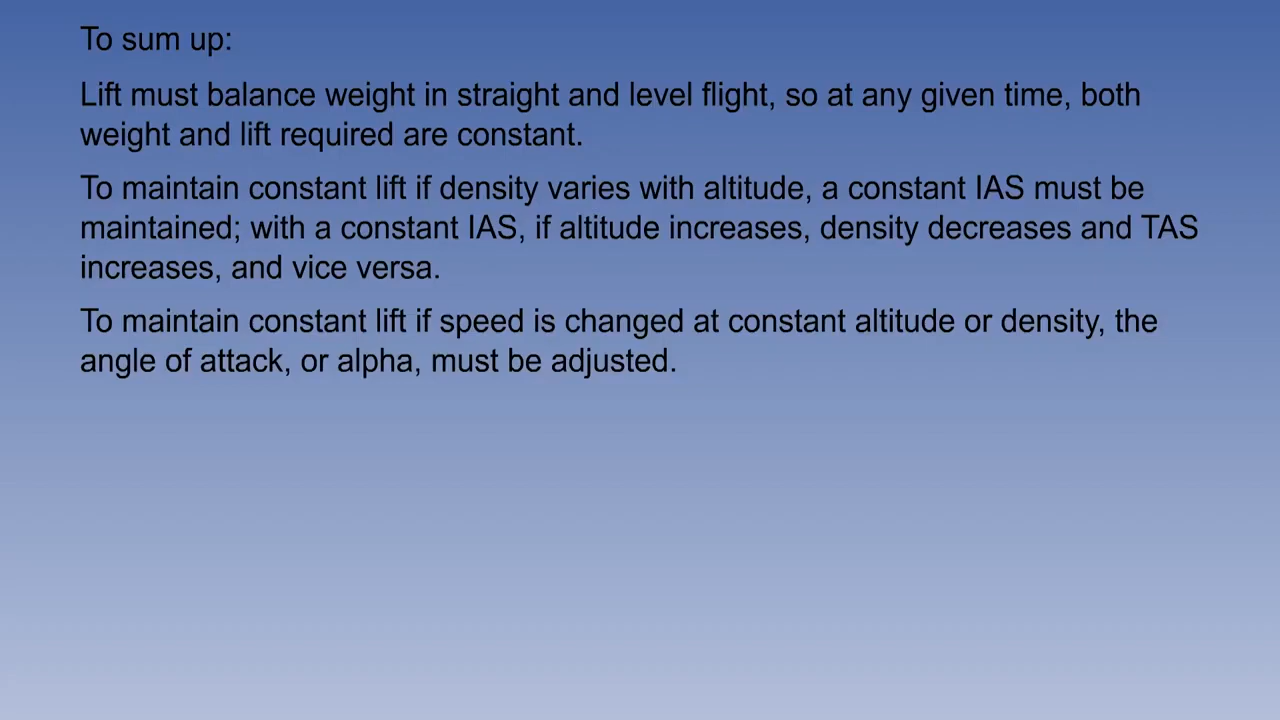 To sum up:
Lift must balance weight in straight and level flight, so at any given time, both
weight and lift required are constant.
To maintain constant lift if density varies with altitude, a constant IAS must be
maintained; with a constant IAS, if altitude increases, density decreases and TAS
increases, and vice versa.
To maintain constant lift if speed is changed at constant altitude or density, the
angle of attack, or alpha, must be adjusted.